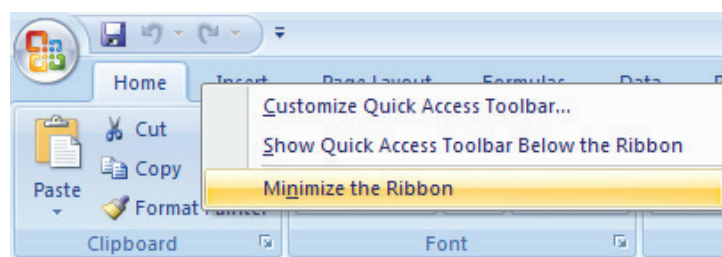 Home Insert Page Layout Formulas Data
Customize Quick Access Toolbar...
Cut
Show Quick Access Toolbar Below the Ribbon
Copy
Minimize the Ribbon
Paste
Format Painter
Clipboard Font